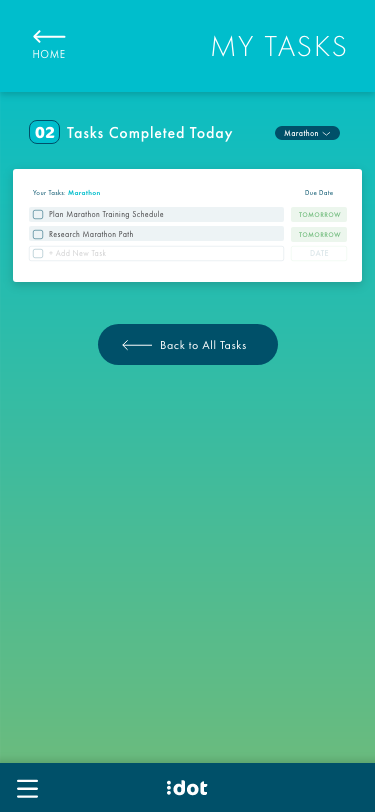 HOME
MY TASKS
02 Tasks Completed Today
Marathon
Your Tasks: Marathon
Due Date
Plan Marathon Training Schedule
TOMORROW
Research Marathon Path
TOMORROW
+ Add New Task
DATE
Back to All Tasks
idot